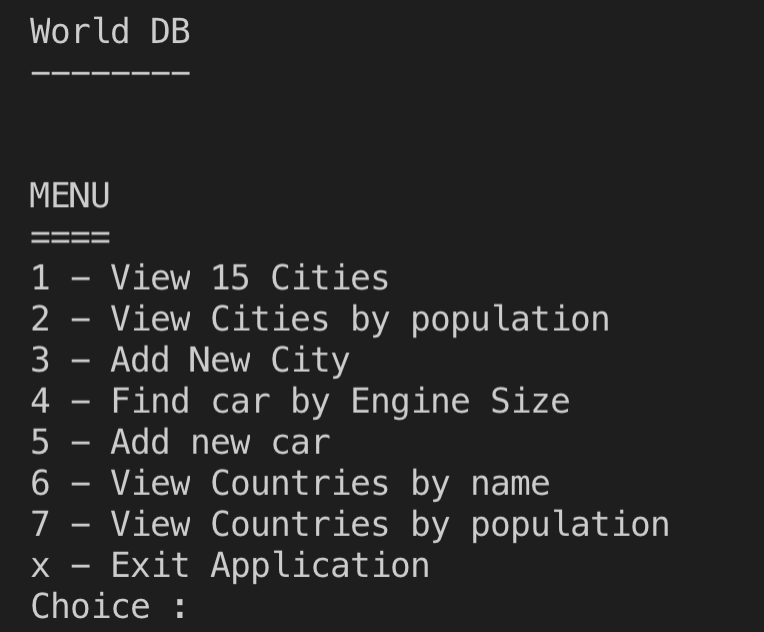 World DB
--------
MENU
====
1 - View 15 Cities
2 - View Cities by population
3 - Add New City
4 - Find car by Engine Size
5 - Add new car
6 - View Countries by name
7 - View Countries by population
x - Exit Application
Choice :